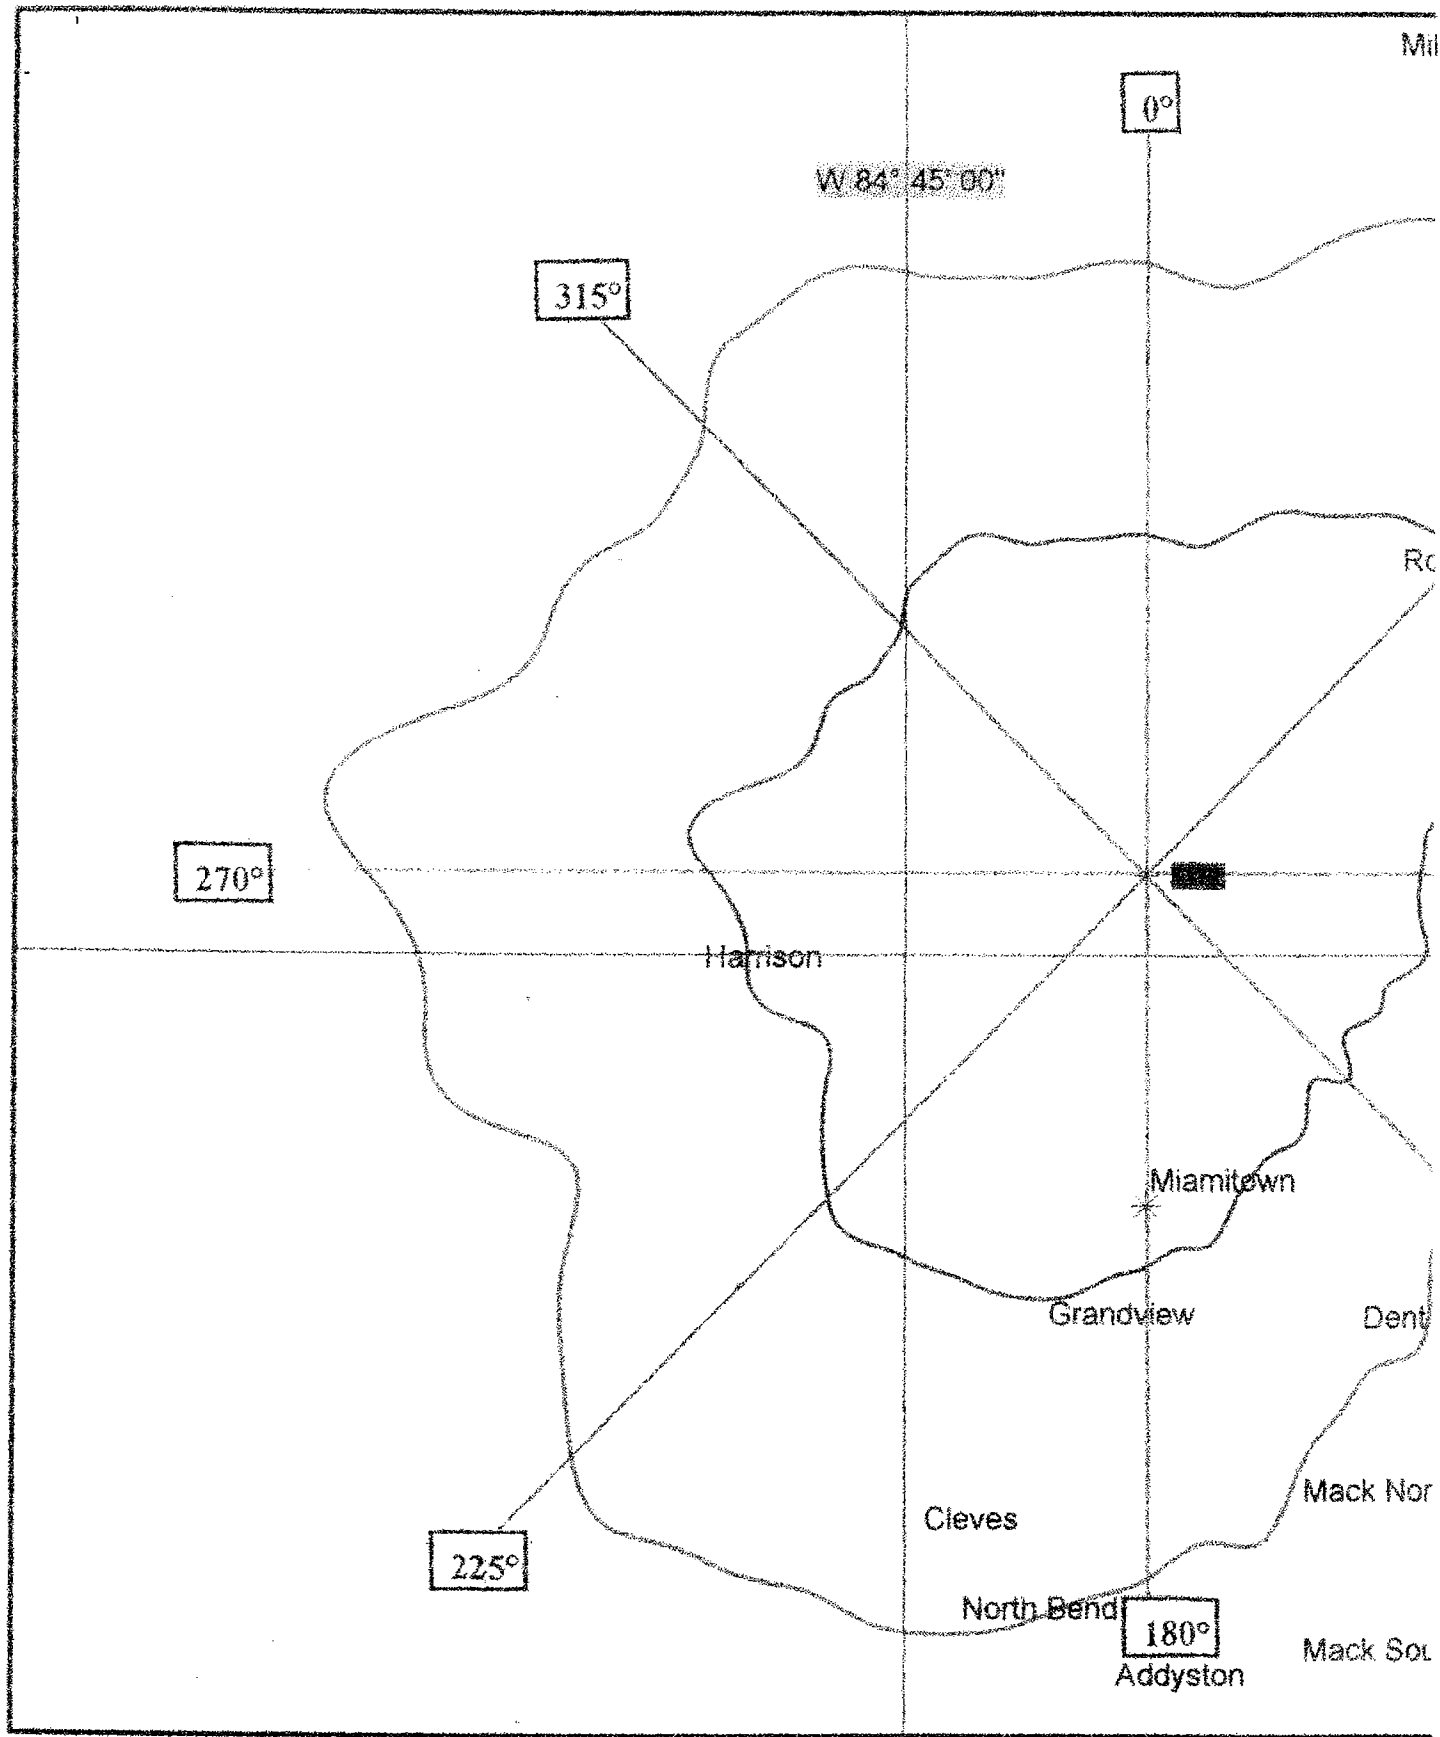 Mil
0°
W 84° 45' 00"
315°
Ro
270°
Harrison
Miamitown
Grandview
Dent
Mack Nor
Cleves
225°
North Bend
180°
Mack Sou
Addyston